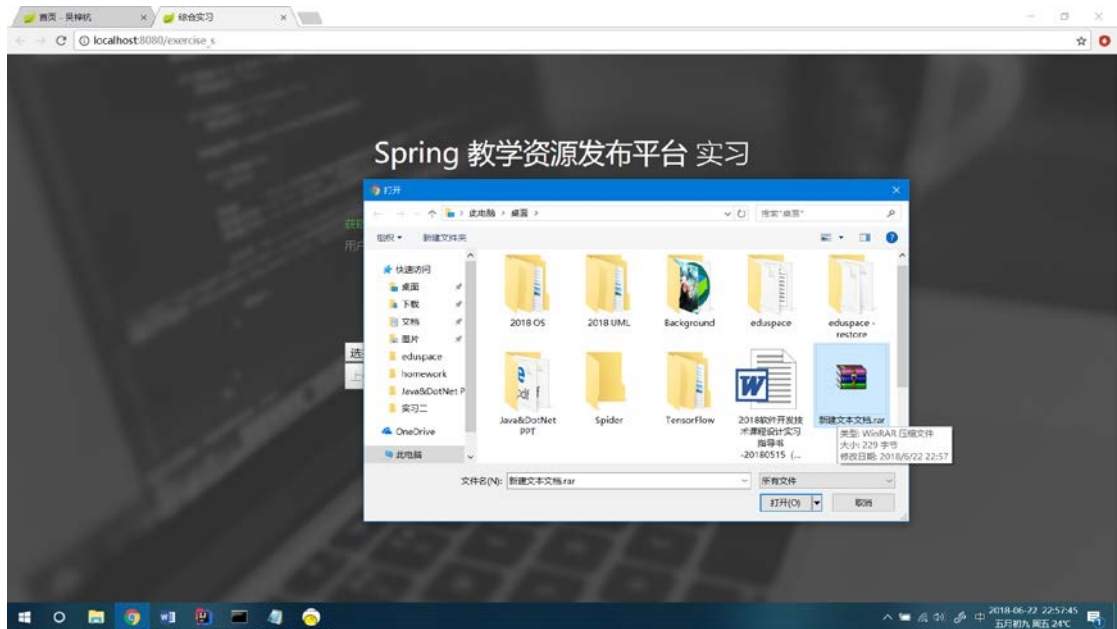 首页 - 吴梓杭
综合实习
localhost:8080/exercise_s
Spring 教学资源发布平台 实习
打开
此电脑 › 桌面 ›
搜索"桌面"
组织
新建文件夹
快速访问
桌面
下载
文档
图片
eduspace
homework
Java&DotNet P
实习二
OneDrive
此电脑
2018 OS
2018 UML
Background
eduspace
eduspace - restore
Java&DotNet PPT
Spider
TensorFlow
2018软件开发技
术课程设计实习
指导书
-20180515 (...
新建文本文档.rar
类型: WinRAR 压缩文件
大小: 229 字节
修改日期: 2018/6/22 22:57
文件名(N):
新建文本文档.rar
所有文件
打开(O)
取消
选
上
用户
中
2018-06-22 22:57:45
五月初九 周五 24℃